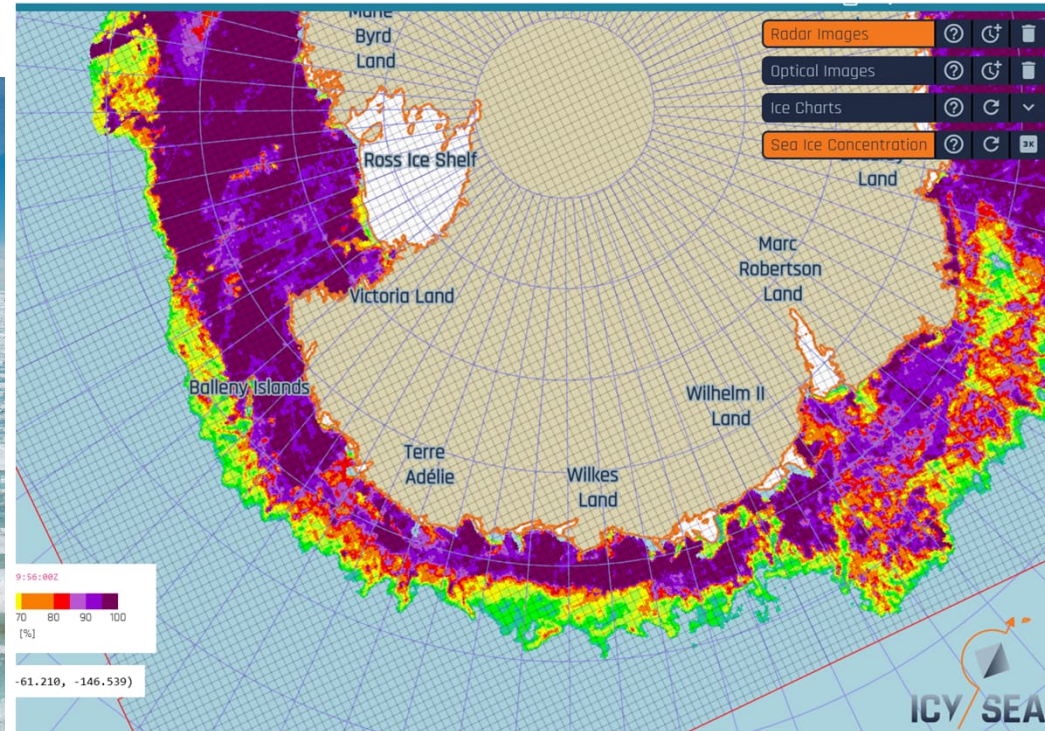 Marie
Byrd
Land
Radar Images
Optical Images
Ice Charts
Sea Ice Concentration
3K
Land
Ross Ice Shelf
Marc
Robertson
Land
Victoria Land
Balleny Islands
Wilhelm II
Land
Terre
Adélie
Wilkes
Land
9:56:00Z
70 80 90 100
[%]
-61.210, -146.539)
ICY SEA